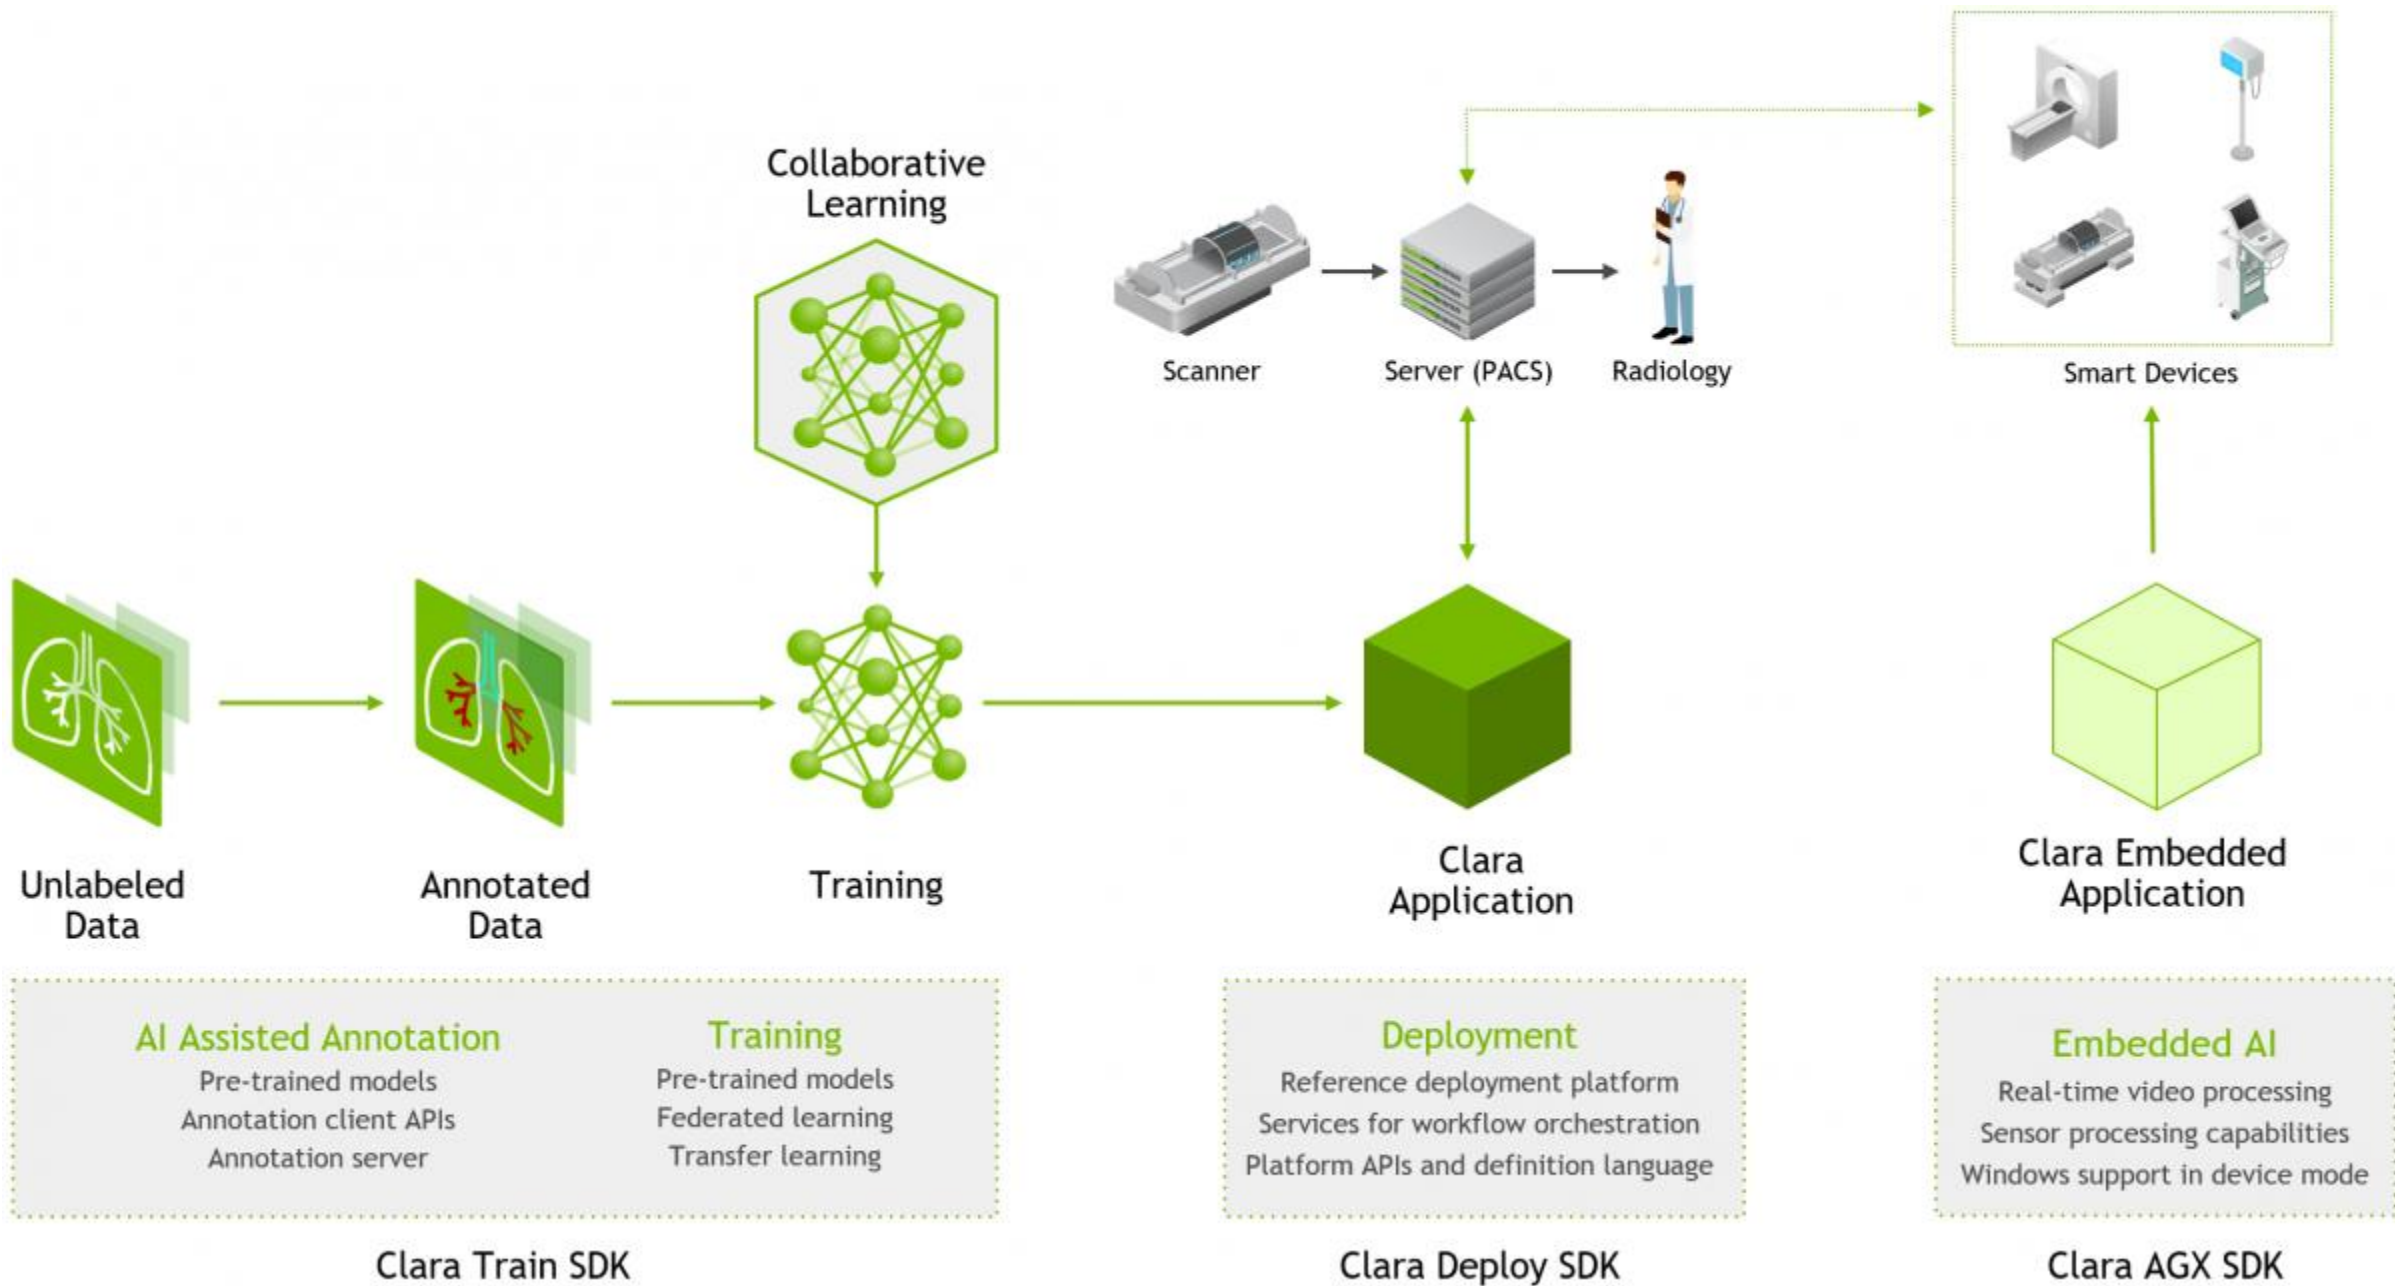 Collaborative
Learning
Scanner
Server (PACS)
Radiology
Smart Devices
Unlabeled
Data
Annotated
Data
Training
Clara
Application
Clara Embedded
Application
AI Assisted Annotation
Pre-trained models
Annotation client APIs
Annotation server
Training
Pre-trained models
Federated learning
Transfer learning
Clara Train SDK
Deployment
Reference deployment platform
Services for workflow orchestration
Platform APIs and definition language
Clara Deploy SDK
Embedded AI
Real-time video processing
Sensor processing capabilities
Windows support in device mode
Clara AGX SDK